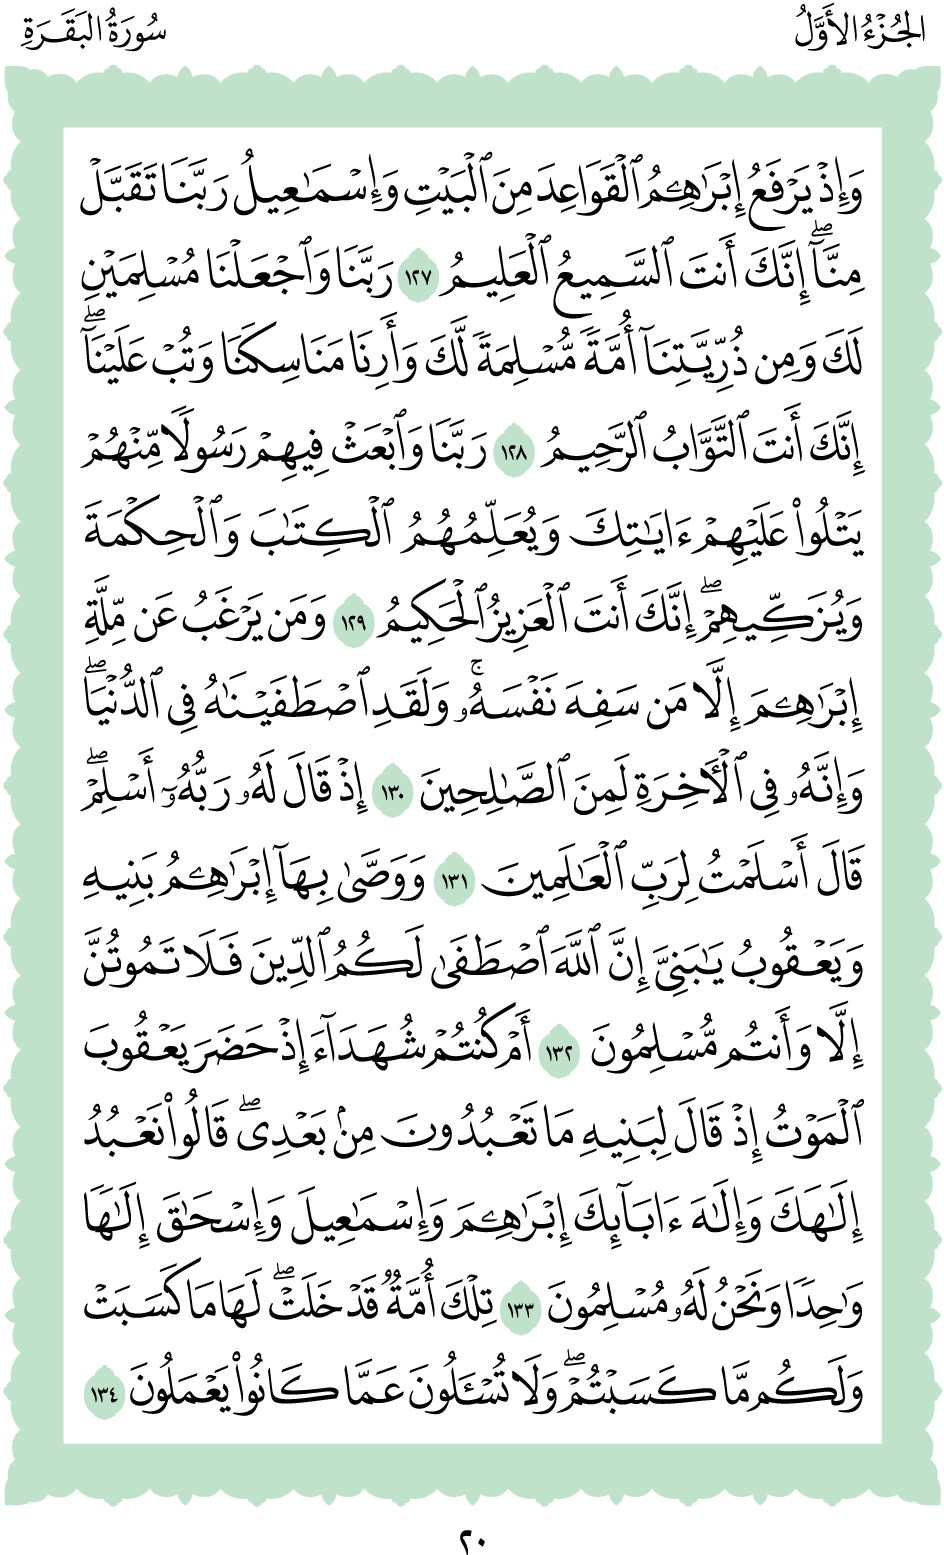 الجُزْءُ الأَوَّلُ
سُورَةُ البَقَرَةِ
وَإِذۡ يَرۡفَعُ إِبۡرَٰهِـۧمُ ٱلۡقَوَاعِدَ مِنَ ٱلۡبَيۡتِ وَإِسۡمَٰعِيلُ رَبَّنَا تَقَبَّلۡ
مِنَّآۖ إِنَّكَ أَنتَ ٱلسَّمِيعُ ٱلۡعَلِيمُ ١٢٧ رَبَّنَا وَٱجۡعَلۡنَا مُسۡلِمَيۡنِ
لَكَ وَمِن ذُرِّيَّتِنَآ أُمَّةٗ مُّسۡلِمَةٗ لَّكَ وَأَرِنَا مَنَاسِكَنَا وَتُبۡ عَلَيۡنَآۖ
إِنَّكَ أَنتَ ٱلتَّوَّابُ ٱلرَّحِيمُ ١٢٨ رَبَّنَا وَٱبۡعَثۡ فِيهِمۡ رَسُولٗا مِّنۡهُمۡ
يَتۡلُواْ عَلَيۡهِمۡ ءَايَٰتِكَ وَيُعَلِّمُهُمُ ٱلۡكِتَٰبَ وَٱلۡحِكۡمَةَ
وَيُزَكِّيهِمۡۖ إِنَّكَ أَنتَ ٱلۡعَزِيزُ ٱلۡحَكِيمُ ١٢٩ وَمَن يَرۡغَبُ عَن مِّلَّةِ
إِبۡرَٰهِـۧمَ إِلَّا مَن سَفِهَ نَفۡسَهُۥۚ وَلَقَدِ ٱصۡطَفَيۡنَٰهُ فِي ٱلدُّنۡيَاۖ
وَإِنَّهُۥ فِي ٱلۡأٓخِرَةِ لَمِنَ ٱلصَّٰلِحِينَ ١٣٠ إِذۡ قَالَ لَهُۥ رَبُّهُۥٓ أَسۡلِمۡۖ
قَالَ أَسۡلَمۡتُ لِرَبِّ ٱلۡعَٰلَمِينَ ١٣١ وَوَصَّىٰ بِهَآ إِبۡرَٰهِـۧمُ بَنِيهِ
وَيَعۡقُوبُ يَٰبَنِيَّ إِنَّ ٱللَّهَ ٱصۡطَفَىٰ لَكُمُ ٱلدِّينَ فَلَا تَمُوتُنَّ
إِلَّا وَأَنتُم مُّسۡلِمُونَ ١٣٢ أَمۡ كُنتُمۡ شُهَدَآءَ إِذۡ حَضَرَ يَعۡقُوبَ
ٱلۡمَوۡتُ إِذۡ قَالَ لِبَنِيهِ مَا تَعۡبُدُونَ مِنۢ بَعۡدِيۖ قَالُواْ نَعۡبُدُ
إِلَٰهَكَ وَإِلَٰهَ ءَابَآئِكَ إِبۡرَٰهِـۧمَ وَإِسۡمَٰعِيلَ وَإِسۡحَٰقَ إِلَٰهٗا
وَٰحِدٗا وَنَحۡنُ لَهُۥ مُسۡلِمُونَ ١٣٣ تِلۡكَ أُمَّةٞ قَدۡ خَلَتۡۖ لَهَا مَا كَسَبَتۡ
وَلَكُم مَّا كَسَبۡتُمۡۖ وَلَا تُسۡـَٔلُونَ عَمَّا كَانُواْ يَعۡمَلُونَ ١٣٤
٢٠